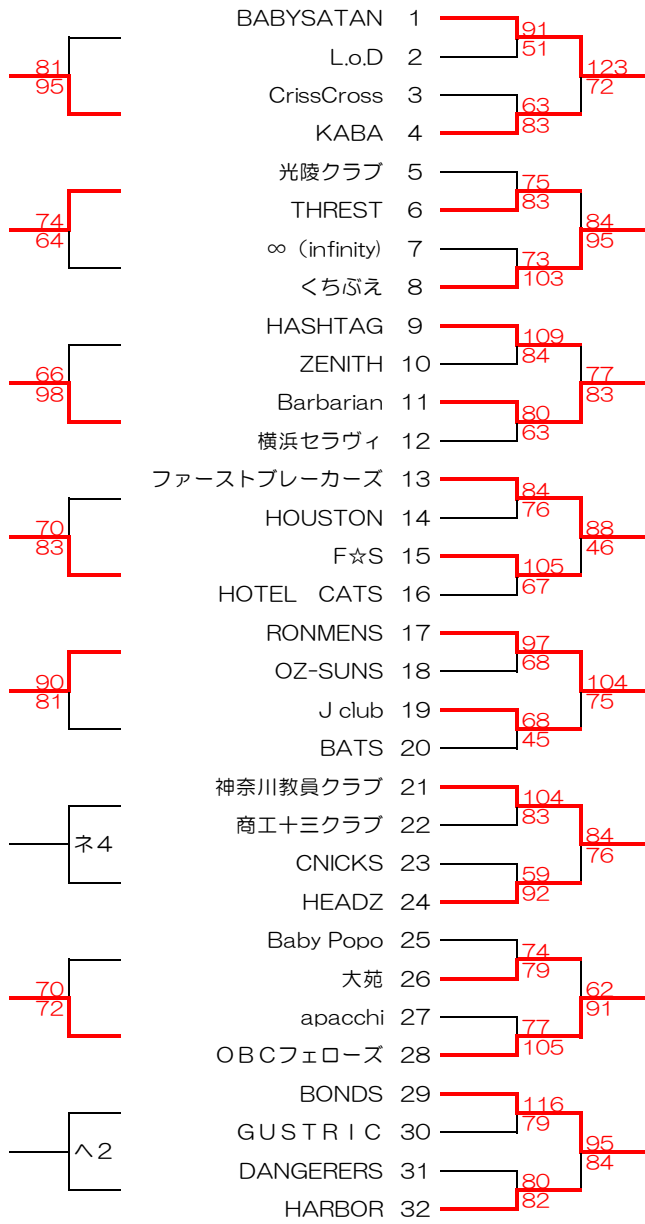 BABYSATAN 1
91
51
L.o.D 2
81
95
123
72
CrissCross 3
63
83
KABA 4
光陵クラブ 5
75
83
THREST 6
74
64
84
95
∞（infinity) 7
73
103
くちぶえ 8
HASHTAG 9
109
84
ZENITH 10
66
98
77
83
Barbarian 11
80
63
横浜セラヴィ 12
ファーストブレーカーズ 13
84
76
HOUSTON 14
70
83
88
46
F☆S 15
105
67
HOTEL　CATS 16
RONMENS 17
97
68
OZ-SUNS 18
90
81
104
75
J club 19
68
45
BATS 20
神奈川教員クラブ 21
104
83
商工十三クラブ 22
ネ4
84
76
CNICKS 23
59
92
HEADZ 24
Baby Popo 25
74
79
大苑 26
70
72
62
91
apacchi 27
77
105
ＯＢＣフェローズ 28
BONDS 29
116
79
ＧＵＳＴＲＩＣ 30
ヘ2
95
84
DANGERERS 31
80
82
HARBOR 32